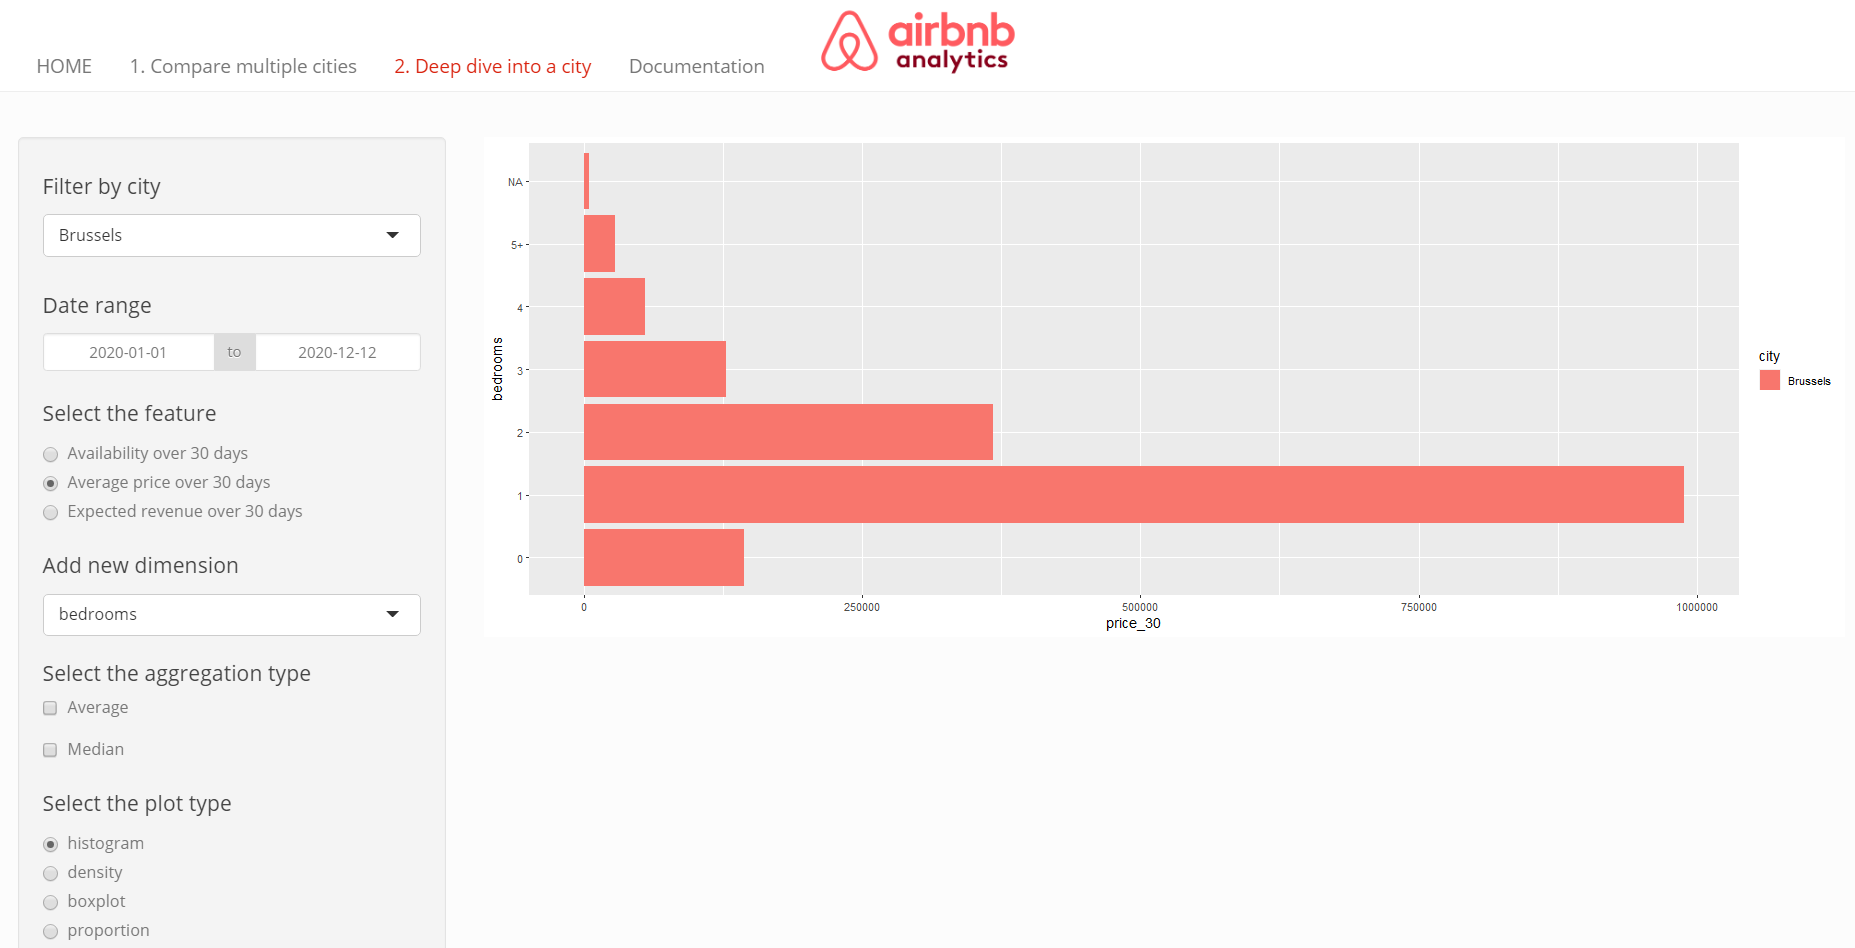 airbnb
analytics
HOME 1. Compare multiple cities 2. Deep dive into a city Documentation
Filter by city
Brussels
Date range
2020-01-01 to 2020-12-12
Select the feature
Availability over 30 days
Average price over 30 days
Expected revenue over 30 days
Add new dimension
bedrooms
Select the aggregation type
Average
Median
Select the plot type
histogram
density
boxplot
proportion
bedrooms
NA
5+
4
3
2
1
0
0 250000 500000 750000 1000000
price_30
city
Brussels